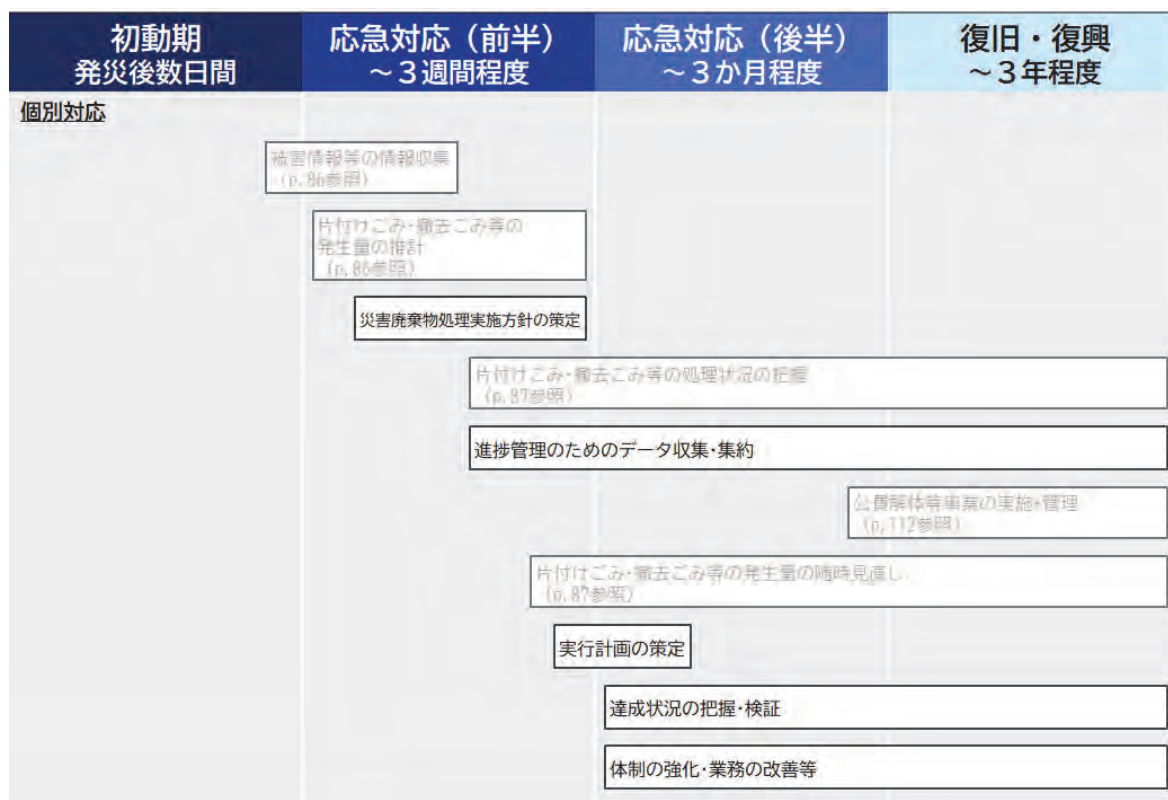 初動期
発災後数日間
応急対応（前半）
～３週間程度
応急対応（後半）
～３か月程度
復旧・復興
～３年程度
個別対応
被害情報等の情報収集
（p.86参照）
片付けごみ・撤去ごみ等の
発生量の推計
（p.86参照）
災害廃棄物処理実施方針の策定
片付けごみ・撤去ごみ等の処理状況の把握
（p.87参照）
進捗管理のためのデータ収集・集約
公費解体等事業の実施・管理
（p.112参照）
片付けごみ・撤去ごみ等の発生量の随時見直し
（p.87参照）
実行計画の策定
達成状況の把握・検証
体制の強化・業務の改善等